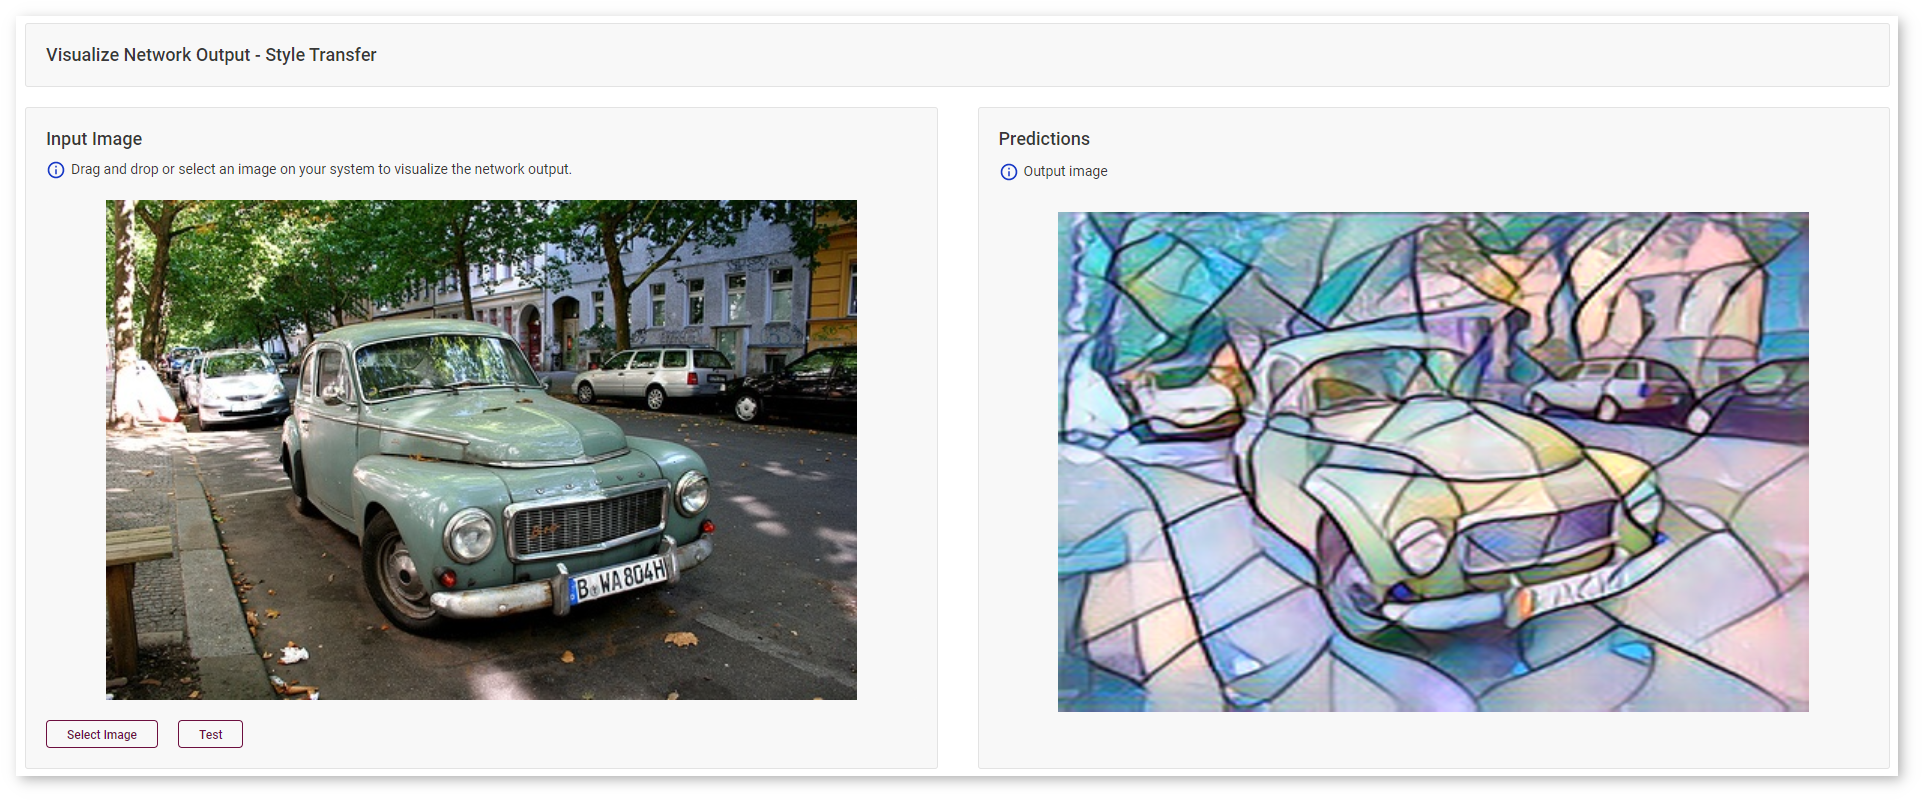 Visualize Network Output - Style Transfer
Input Image
Drag and drop or select an image on your system to visualize the network output.
B WA 804H
Select Image
Test
Predictions
Output image